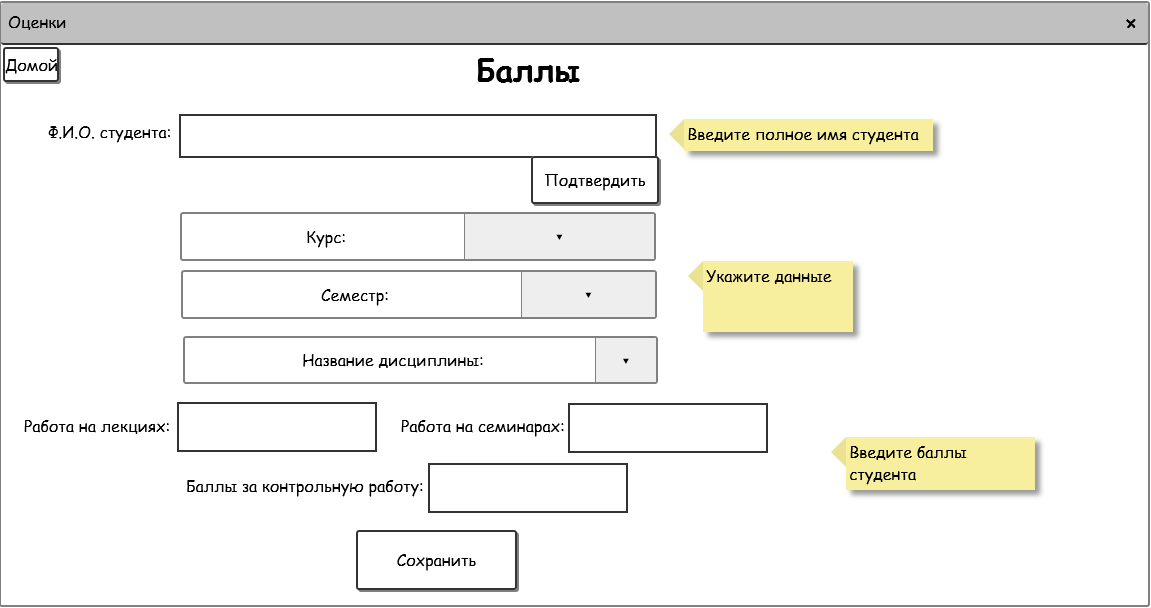 Оценки
Домой
Баллы
Ф.И.О. студента:
Введите полное имя студента
Подтвердить
Курс:
Укажите данные
Семестр:
Название дисциплины:
Работа на лекциях:
Работа на семинарах:
Введите баллы
студента
Баллы за контрольную работу:
Сохранить